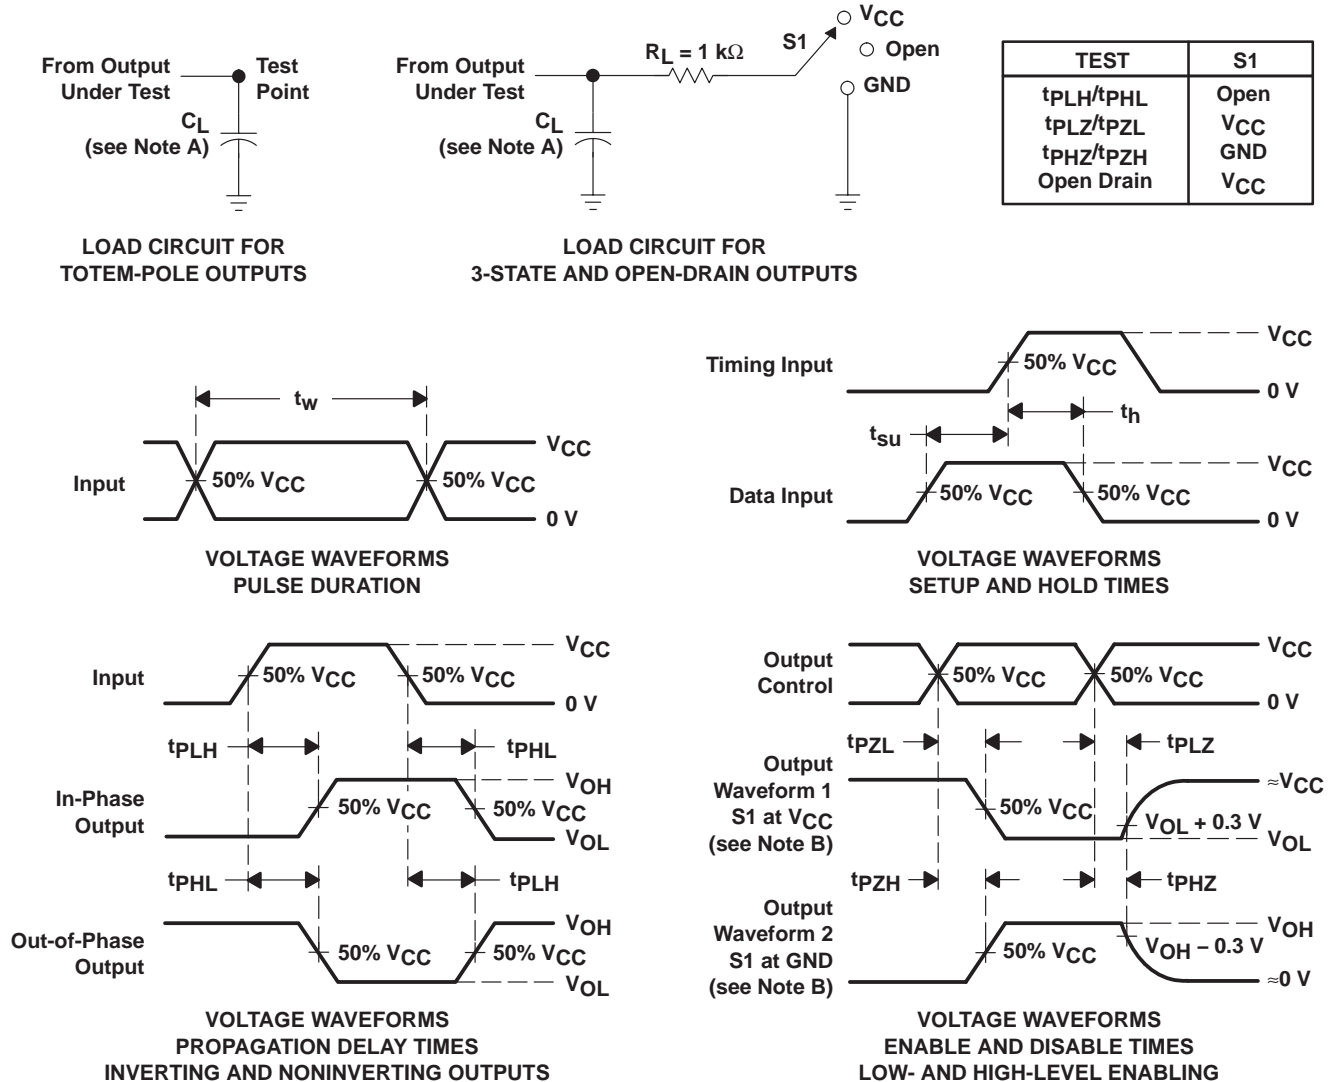 From Output
Under Test
Test
Point
CL
(see Note A)
LOAD CIRCUIT FOR
TOTEM-POLE OUTPUTS
From Output
Under Test
CL
(see Note A)
RL = 1 kΩ
S1
VCC
Open
GND
LOAD CIRCUIT FOR
3-STATE AND OPEN-DRAIN OUTPUTS
TEST S1
tPLH/tPHL Open
tPLZ/tPZL VCC
tPHZ/tPZH GND
Open Drain VCC
tw
Input
50% VCC
50% VCC
VCC
0 V
VOLTAGE WAVEFORMS
PULSE DURATION
Timing Input
50% VCC
VCC
0 V
tsu
th
Data Input
50% VCC
50% VCC
VCC
0 V
VOLTAGE WAVEFORMS
SETUP AND HOLD TIMES
Input
50% VCC
50% VCC
VCC
0 V
tPLH
tPHL
In-Phase
Output
50% VCC
50% VCC
VOH
VOL
tPHL
tPLH
Out-of-Phase
Output
50% VCC
50% VCC
VOH
VOL
VOLTAGE WAVEFORMS
PROPAGATION DELAY TIMES
INVERTING AND NONINVERTING OUTPUTS
Output
Control
50% VCC
50% VCC
VCC
0 V
tPZL
tPLZ
Output
Waveform 1
S1 at VCC
(see Note B)
50% VCC
≈VCC
VOL + 0.3 V
VOL
tPZH
tPHZ
Output
Waveform 2
S1 at GND
(see Note B)
50% VCC
VOH
VOH − 0.3 V
≈0 V
VOLTAGE WAVEFORMS
ENABLE AND DISABLE TIMES
LOW- AND HIGH-LEVEL ENABLING